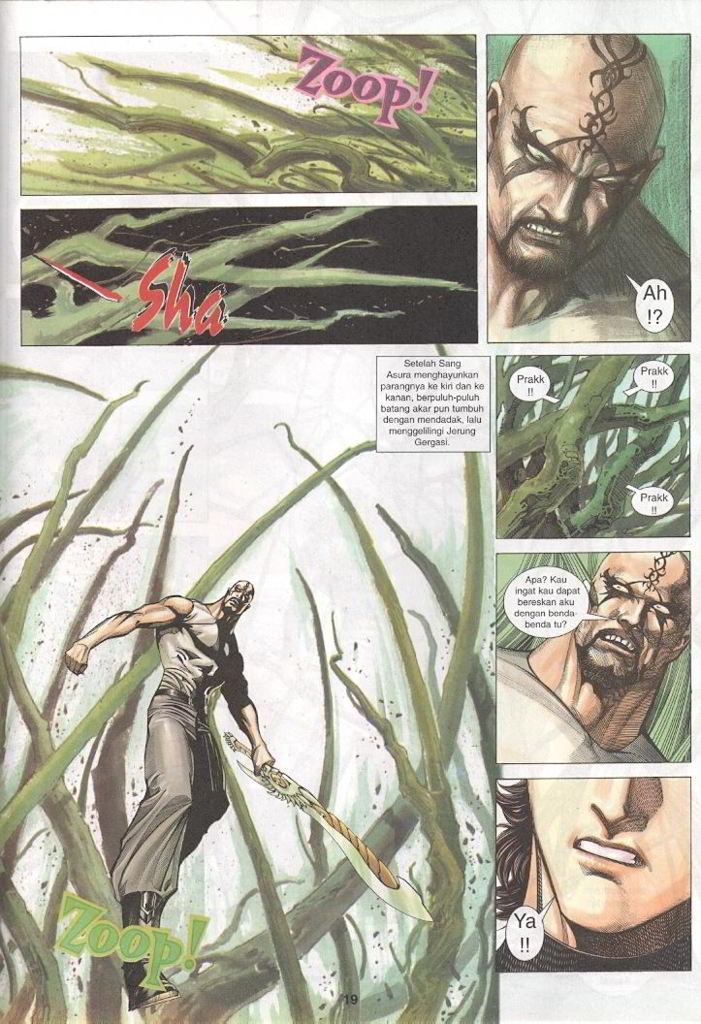 Zoop!
Sha
Ah
!?
Setelah Sang
Asura menghayunkan
parangnya ke kiri dan ke
kanan, berpuluh-puluh
batang akar pun tumbuh
dengan mendadak, lalu
menggelilingi Jerung
Gergasi.
Prakk
!!
Prakk
!!
Prakk
!!
Apa? Kau
ingat kau dapat
bereskan aku
dengan benda-
benda tu?
Zoop!
Ya
!!
19